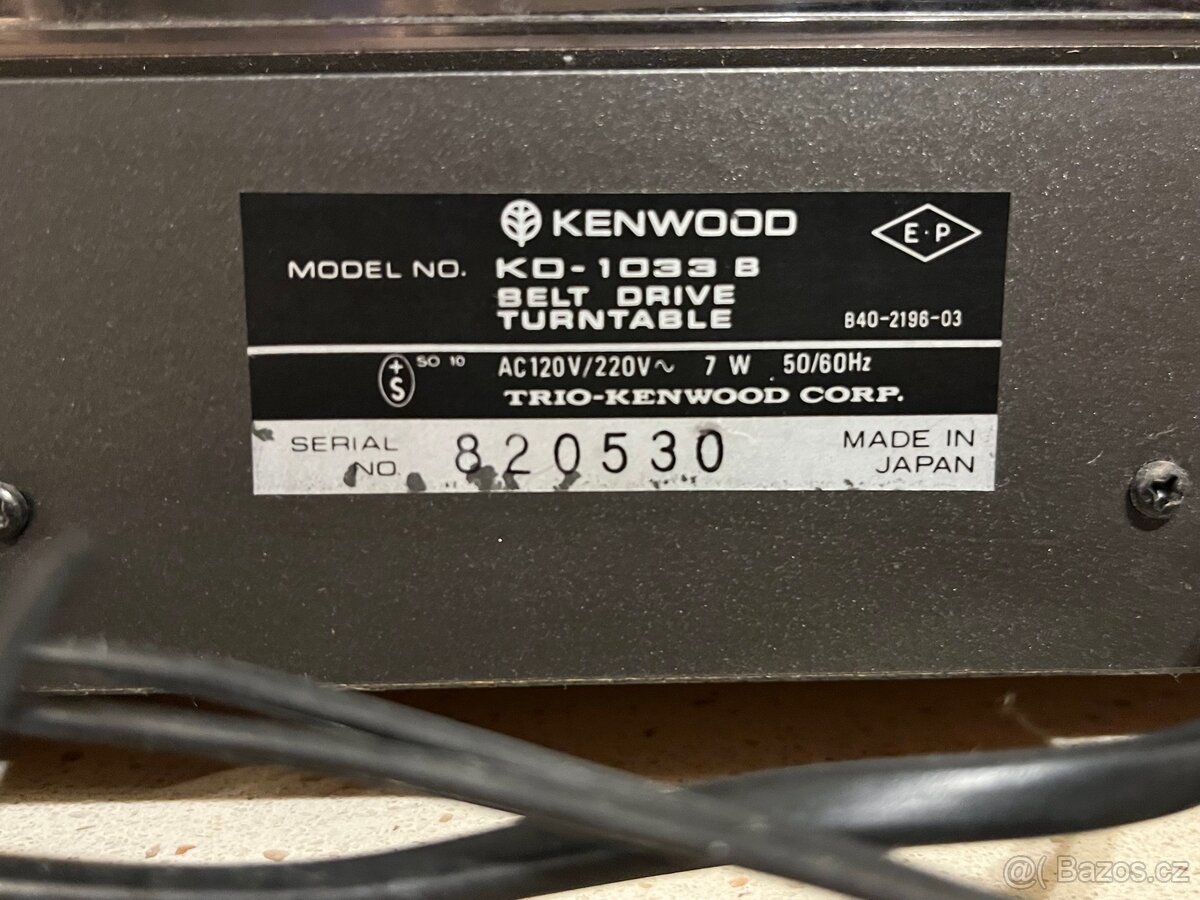 KENWOOD
E·P
MODEL NO. KD-1033 B
BELT DRIVE
TURNTABLE
B40-2196-03
+S SO 10
AC120V/220V~ 7 W 50/60Hz
TRIO-KENWOOD CORP.
SERIAL NO. 820530
MADE IN
JAPAN
@( Bazos.cz